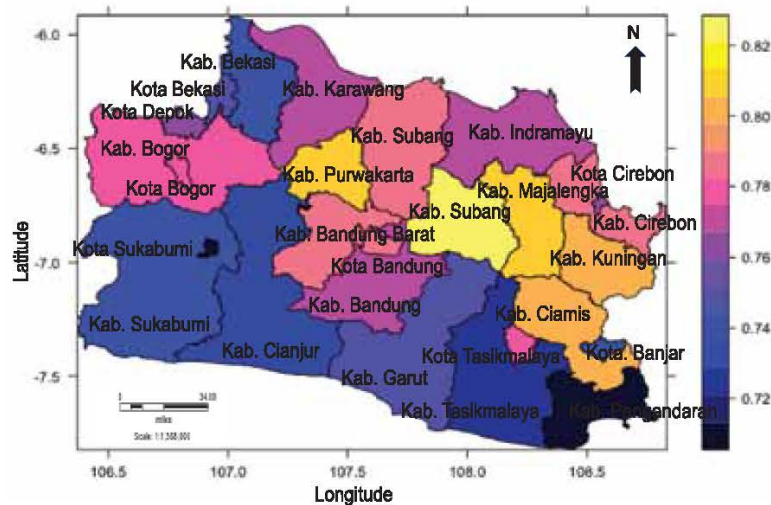 N
-6.0
-6.5
-7.0
-7.5
Latitude
Kab. Bekasi
Kota Bekasi
Kab. Karawang
Kota Depok
Kab. Subang
Kab. Indramayu
Kab. Bogor
Kab. Purwakarta
Kota Cirebon
Kota Bogor
Kab. Majalengka
Kab. Subang
Kab. Cirebon
Kab. Bandung Barat
Kota Sukabumi
Kota Bandung
Kab. Kuningan
Kab. Bandung
Kab. Ciamis
Kab. Sukabumi
Kab. Cianjur
Kota Tasikmalaya
Kota. Banjar
Kab. Garut
Kab. Tasikmalaya
Kab. Pangandaran
0
miles
106.5
107.0
107.5
108.0
108.5
Longitude
0.82
0.80
0.78
0.76
0.74
0.72